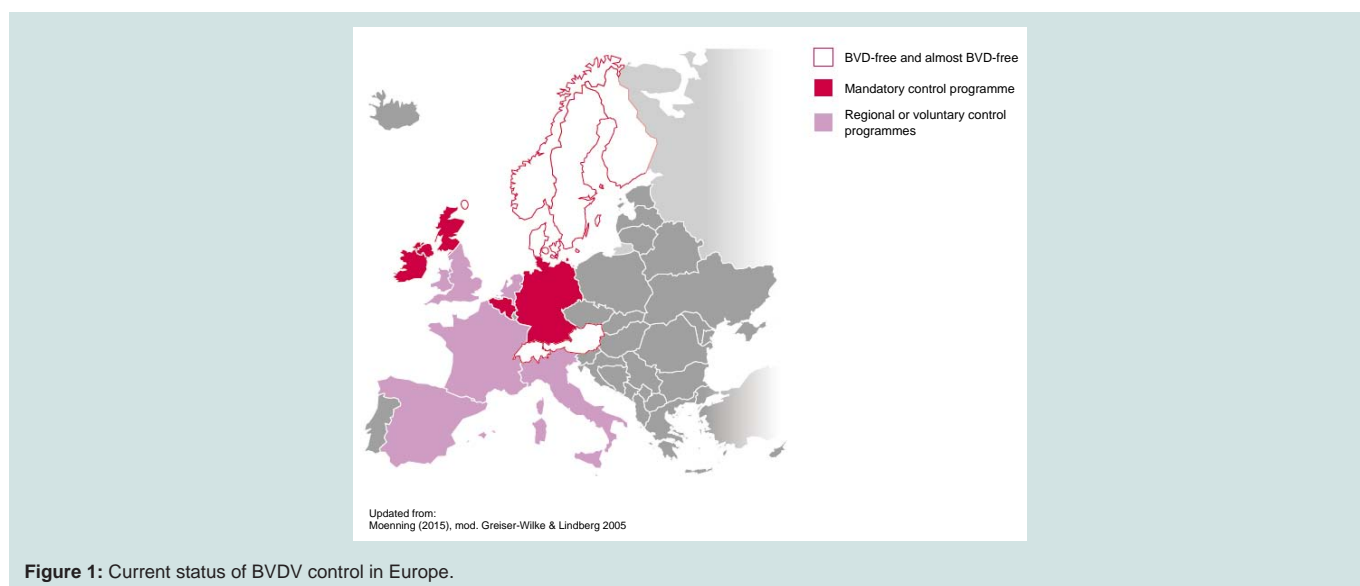 BVD-free and almost BVD-free
Mandatory control programme
Regional or voluntary control
programmes
Updated from:
Moenning (2015), mod. Greiser-Wilke & Lindberg 2005
Figure 1: Current status of BVDV control in Europe.